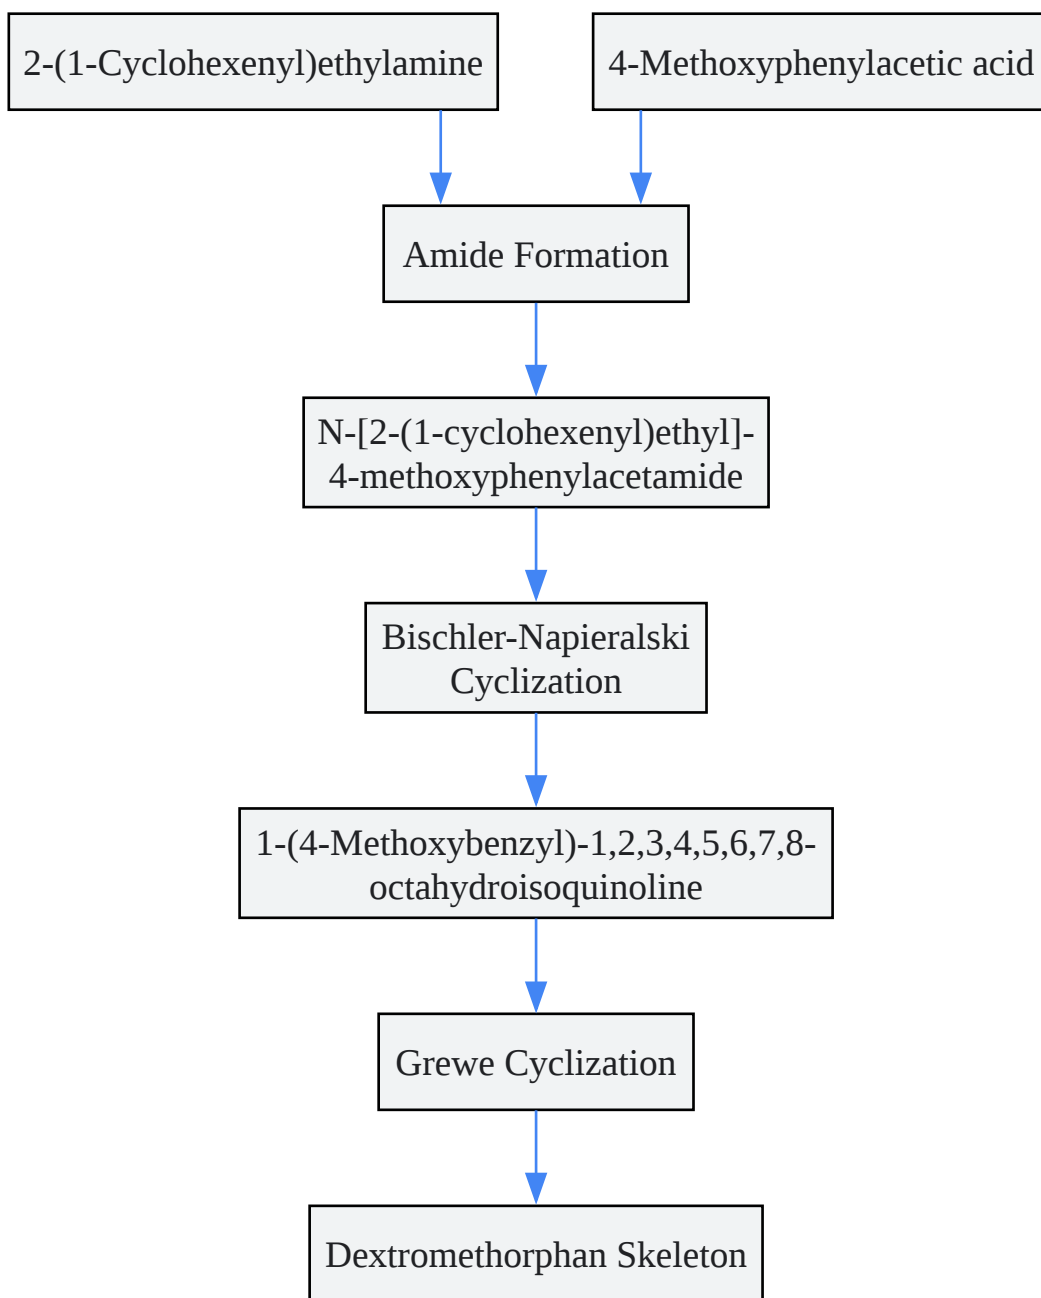 2-(1-Cyclohexenyl)ethylamine
4-Methoxyphenylacetic acid
Amide Formation
N-[2-(1-cyclohexenyl)ethyl]-
4-methoxyphenylacetamide
Bischler-Napieralski
Cyclization
1-(4-Methoxybenzyl)-1,2,3,4,5,6,7,8-
octahydroisoquinoline
Grewe Cyclization
Dextromethorphan Skeleton